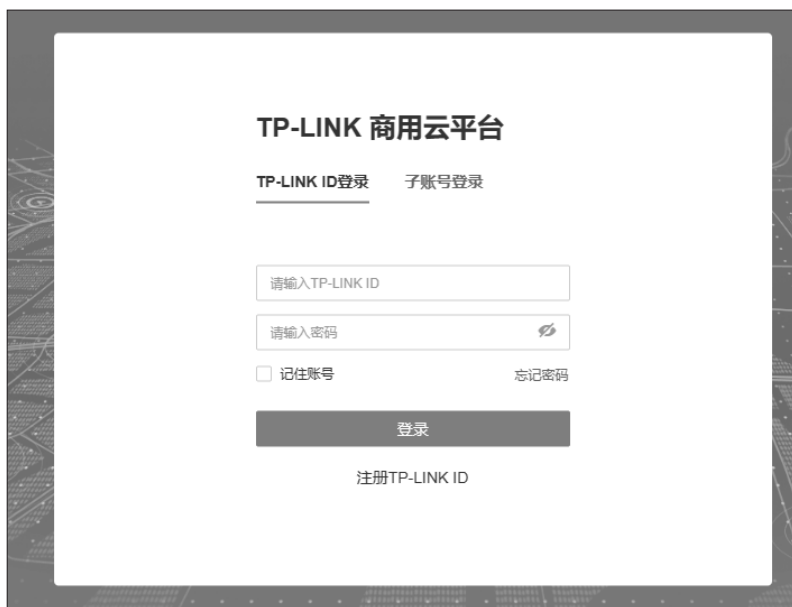 TP-LINK 商用云平台
TP-LINK ID登录 子账号登录
请输入TP-LINK ID
请输入密码
记住账号 忘记密码
登录
注册TP-LINK ID